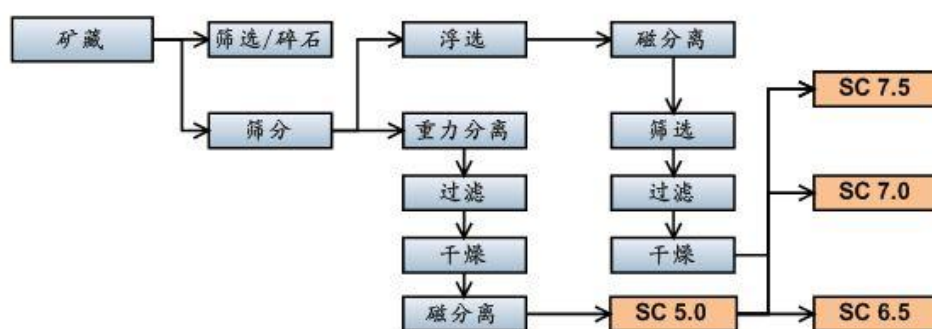 矿藏
筛选/碎石
浮选
磁分离
SC 7.5
筛分
重力分离
筛选
过滤
过滤
SC 7.0
干燥
干燥
磁分离
SC 5.0
SC 6.5